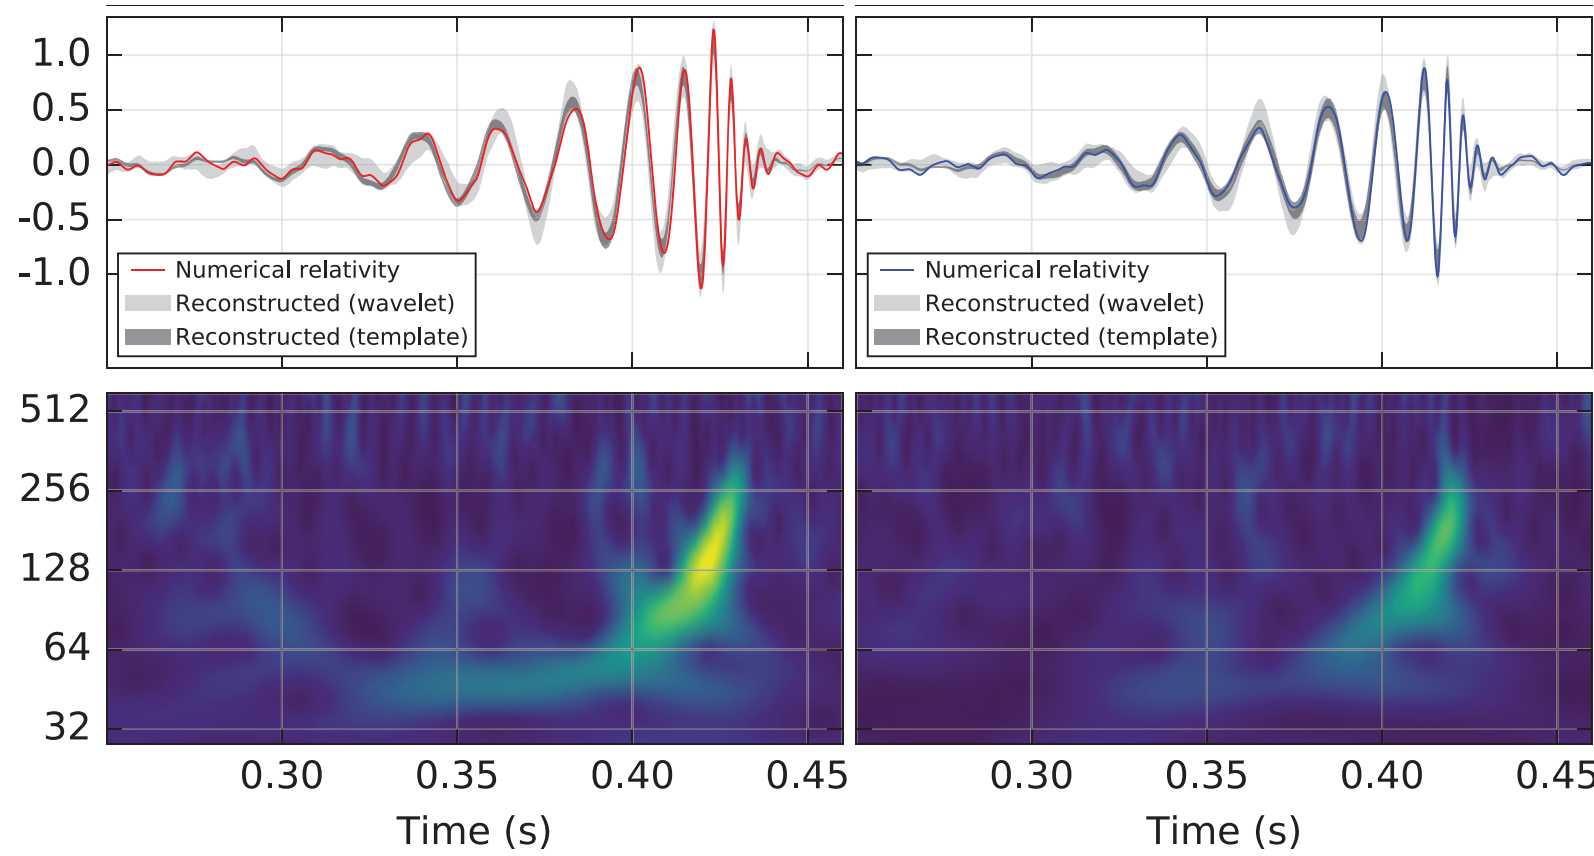 1.0
0.5
0.0
-0.5
-1.0
Numerical relativity
Reconstructed (wavelet)
Reconstructed (template)
Numerical relativity
Reconstructed (wavelet)
Reconstructed (template)
512
256
128
64
32
0.30 0.35 0.40 0.45
0.30 0.35 0.40 0.45
Time (s)
Time (s)